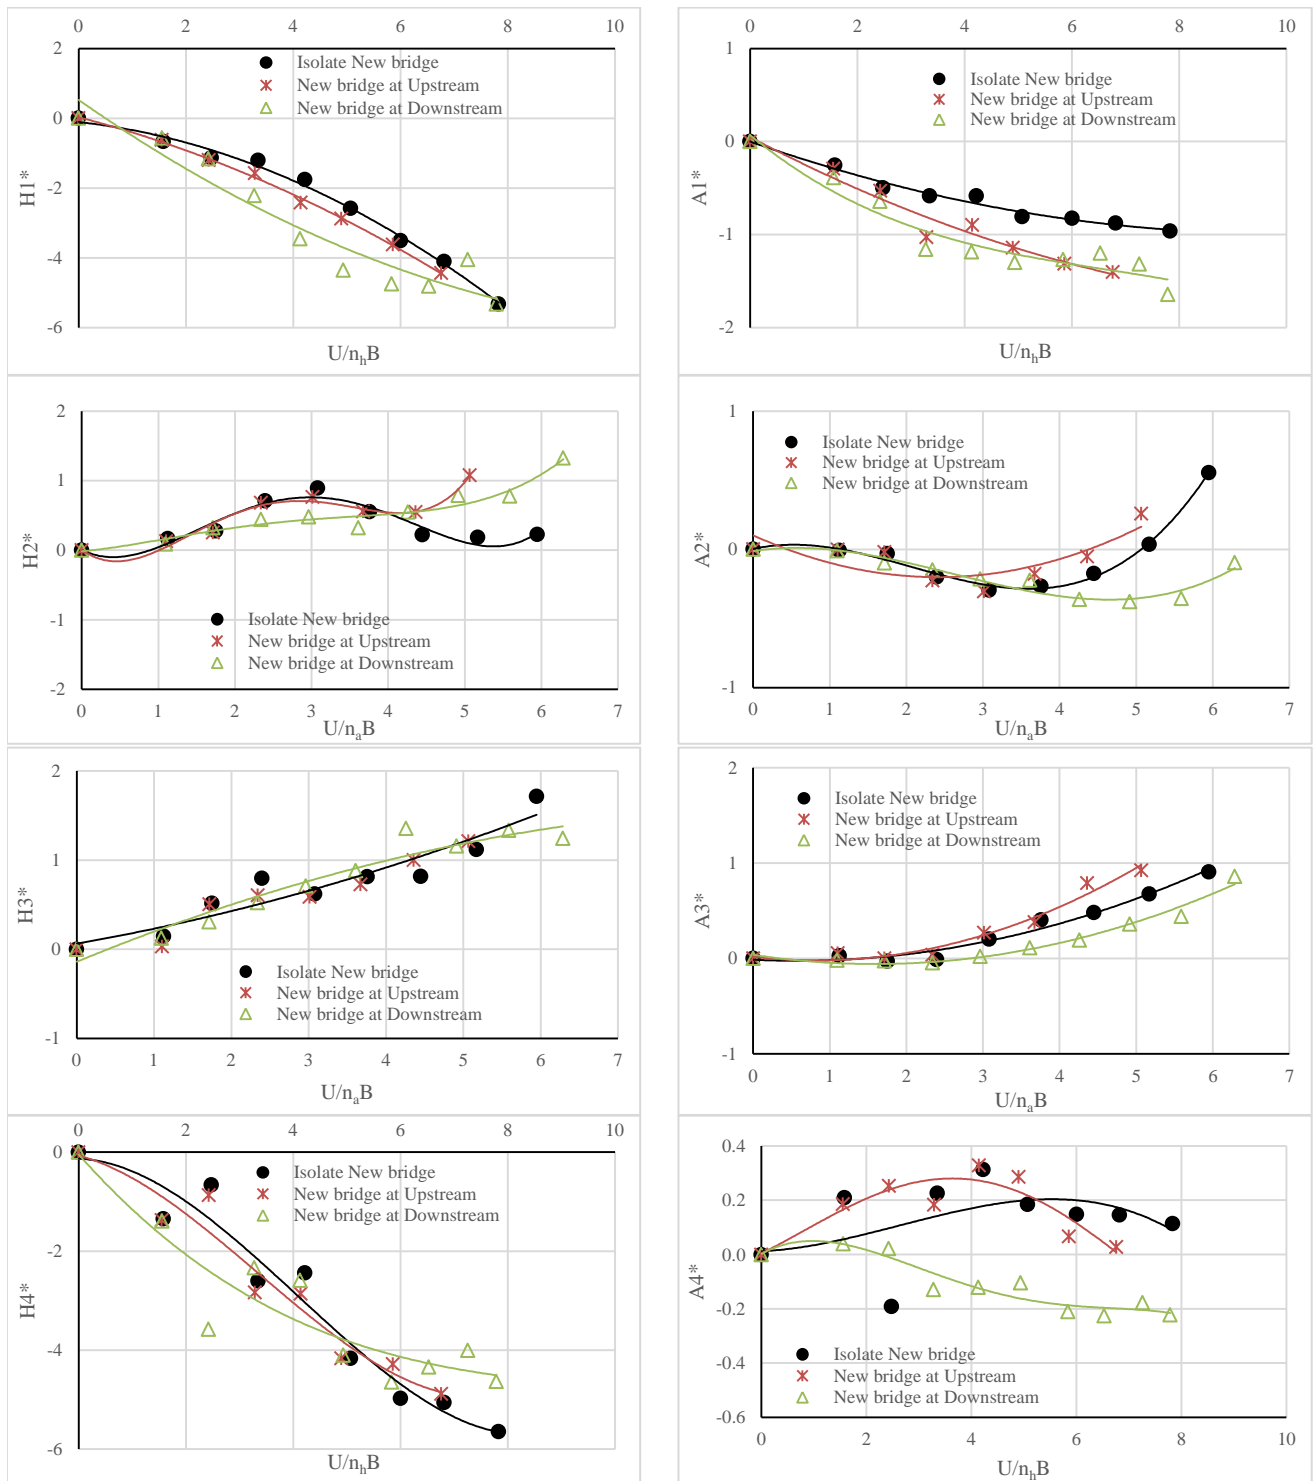 0 2 4 6 8 10
2
0
-2
-4
-6
H1*
Isolate New bridge
New bridge at Upstream
New bridge at Downstream
U/nhB
0 2 4 6 8 10
1
0
-1
-2
A1*
Isolate New bridge
New bridge at Upstream
New bridge at Downstream
U/nhB
2
1
0
-1
-2
H2*
Isolate New bridge
New bridge at Upstream
New bridge at Downstream
0 1 2 3 4 5 6 7
U/naB
1
0
-1
A2*
Isolate New bridge
New bridge at Upstream
New bridge at Downstream
0 1 2 3 4 5 6 7
U/naB
2
1
0
-1
H3*
Isolate New bridge
New bridge at Upstream
New bridge at Downstream
0 1 2 3 4 5 6 7
U/naB
2
1
0
-1
A3*
Isolate New bridge
New bridge at Upstream
New bridge at Downstream
0 1 2 3 4 5 6 7
U/naB
0 2 4 6 8 10
0
-2
-4
-6
H4*
Isolate New bridge
New bridge at Upstream
New bridge at Downstream
U/nhB
0.4
0.2
0.0
-0.2
-0.4
-0.6
A4*
Isolate New bridge
New bridge at Upstream
New bridge at Downstream
0 2 4 6 8 10
U/nhB